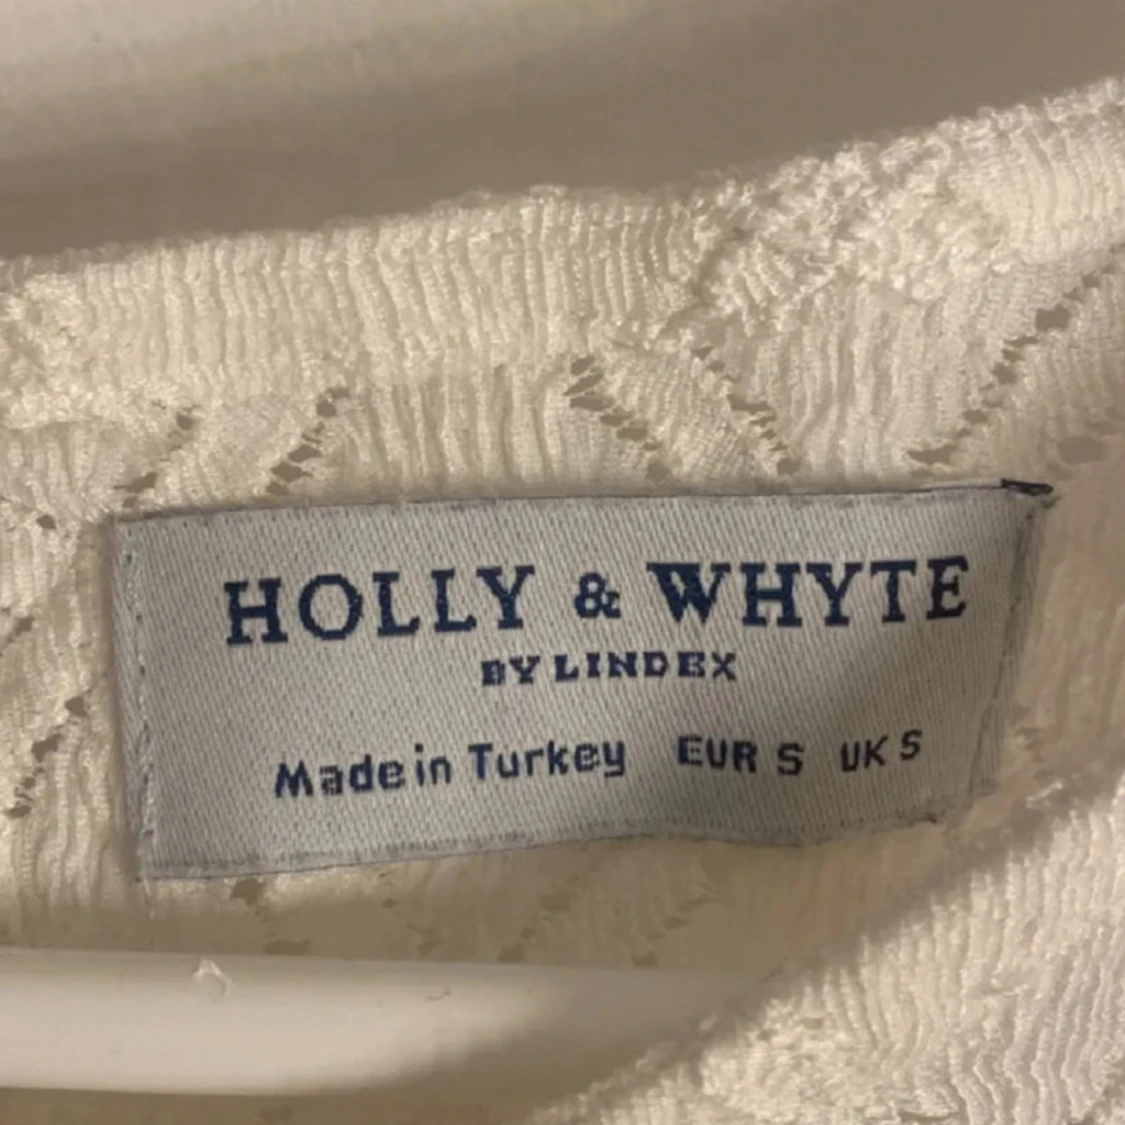 HOLLY & WHYTE
BY LINDEX
Made in Turkey EUR S UK S